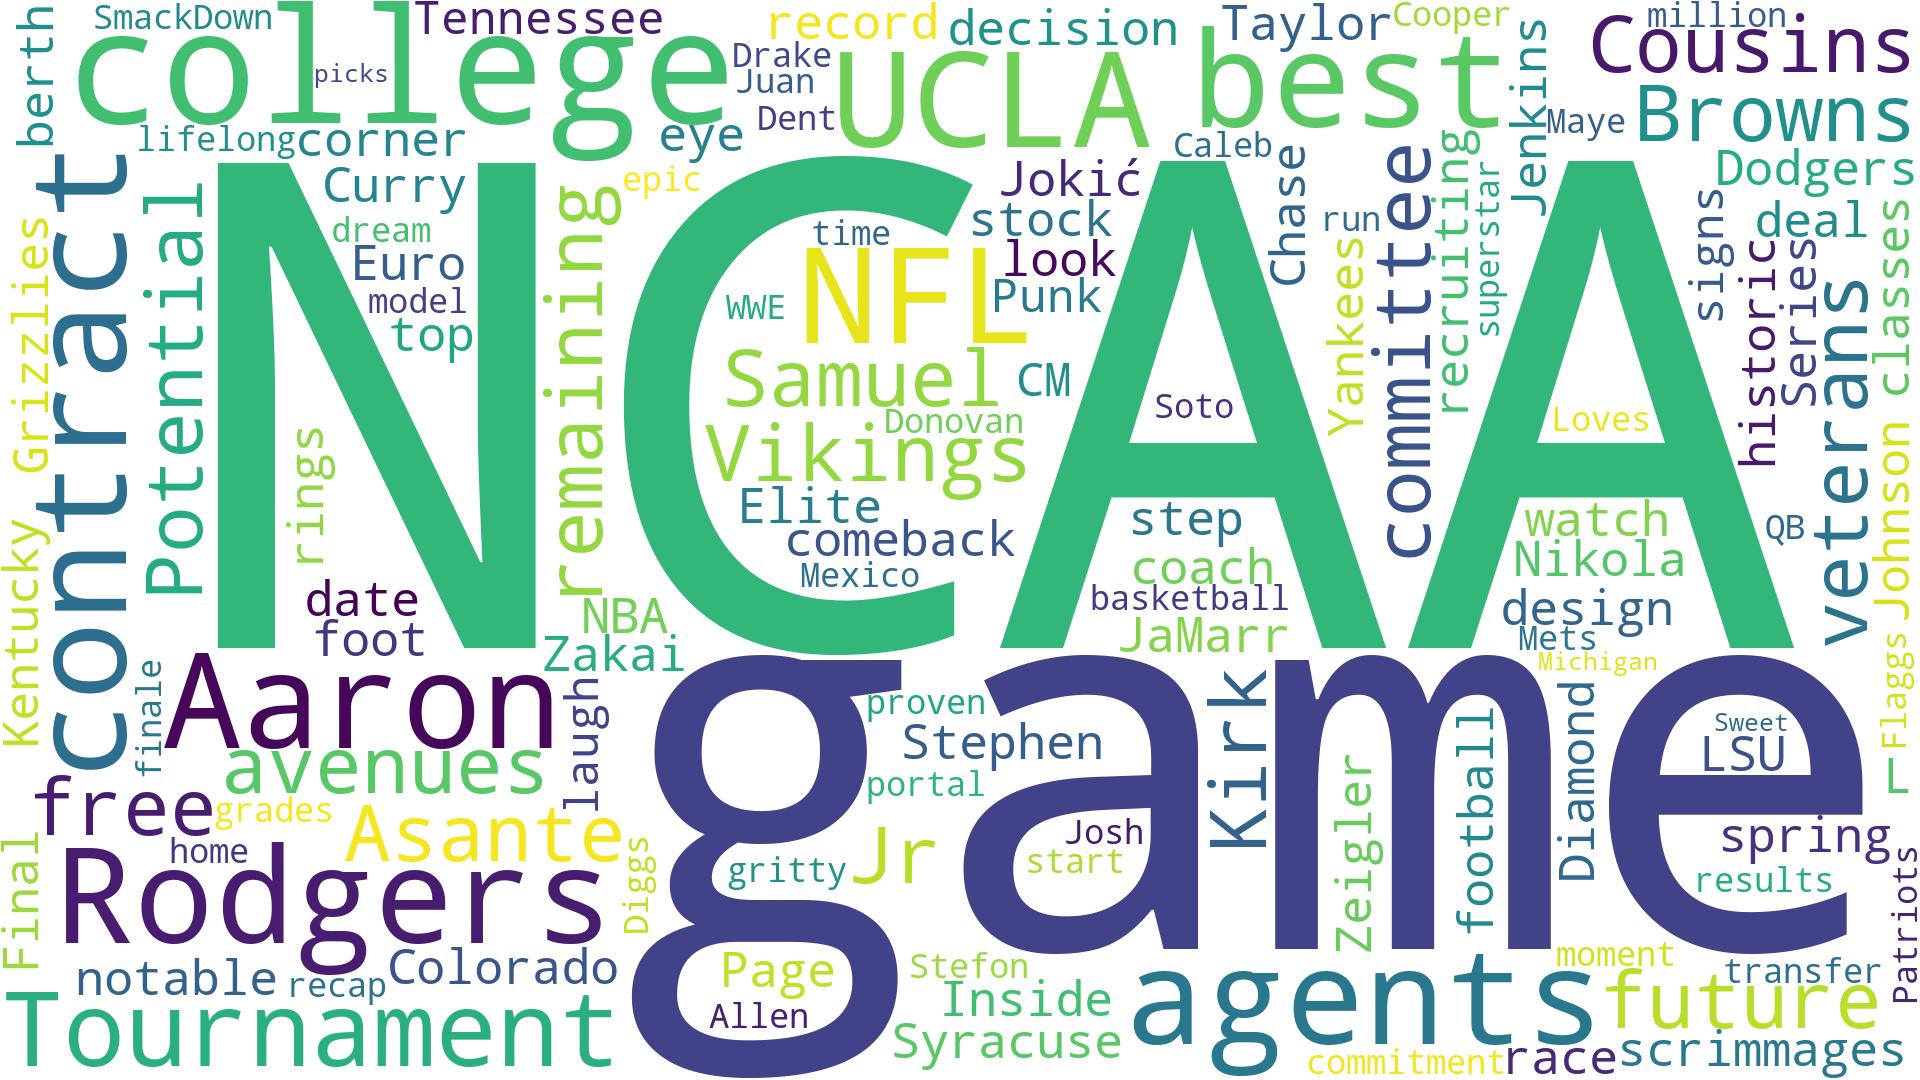 SmackDown
Tennessee
record
decision
Taylor
Cooper
million
Cousins
berth
college
picks
Drake
Juan
Dent
UCLA
best
Jenkins
Maye
Browns
lifelong
corner
eye
Caleb
Dodgers
contract
Potential
Curry
epic
Jokić
Chase
committee
recruiting
superstar
signs
deal
NCAA
dream
Euro
model
top
remaining
time
stock
look
run
NFL
Punk
WWE
Yankees
historic
Series
veterans
classes
Grizzlies
Samuel
CM
Soto
Donovan
Loves
Vikings
rings
Elite
comeback
Mexico
step
coach
basketball
JaMarr
watch
Nikola
QB
design
Mets
Michigan
Johnson
Kentucky
date
foot
NBA
Zakai
finale
Aaron
laugh
game
proven
Stephen
portal
Kirk
football
Diamond
Sweet
LSU
Flaggs
L
avenues
free
grades
Asante
home
Rodgers
Diggs
gritty
Jr
Josh
start
Zeigler
spring
results
Patriots
Final
notable
recap
Colorado
Page
Allen
Stefon
Inside
Syracuse
agents
moment
transfer
future
Tournament
commitment
race
scrimmages